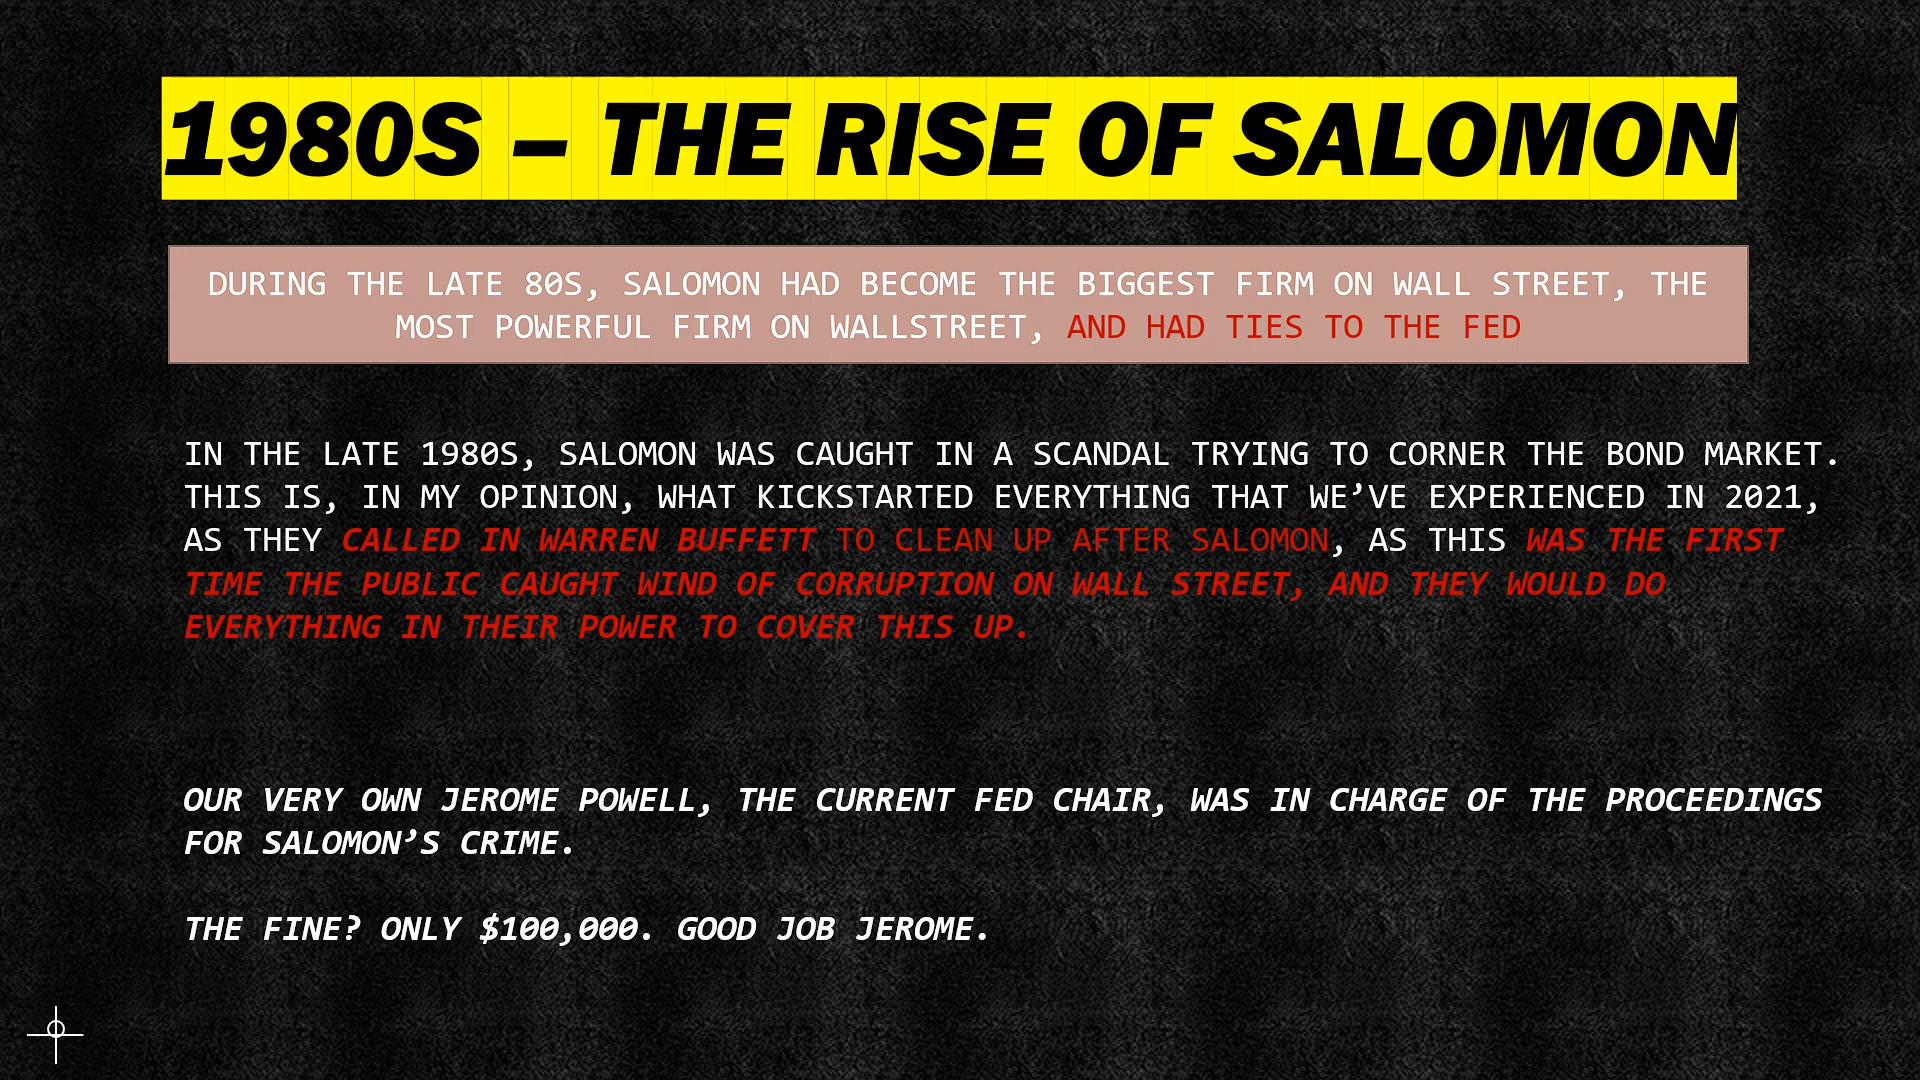 1980S – THE RISE OF SALOMON
DURING THE LATE 80S, SALOMON HAD BECOME THE BIGGEST FIRM ON WALL STREET, THE
MOST POWERFUL FIRM ON WALLSTREET, AND HAD TIES TO THE FED
IN THE LATE 1980S, SALOMON WAS CAUGHT IN A SCANDAL TRYING TO CORNER THE BOND MARKET.
THIS IS, IN MY OPINION, WHAT KICKSTARTED EVERYTHING THAT WE’VE EXPERIENCED IN 2021,
AS THEY CALLED IN WARREN BUFFETT TO CLEAN UP AFTER SALOMON, AS THIS WAS THE FIRST
TIME THE PUBLIC CAUGHT WIND OF CORRUPTION ON WALL STREET, AND THEY WOULD DO
EVERYTHING IN THEIR POWER TO COVER THIS UP.
OUR VERY OWN JEROME POWELL, THE CURRENT FED CHAIR, WAS IN CHARGE OF THE PROCEEDINGS
FOR SALOMON’S CRIME.
THE FINE? ONLY $100,000. GOOD JOB JEROME.